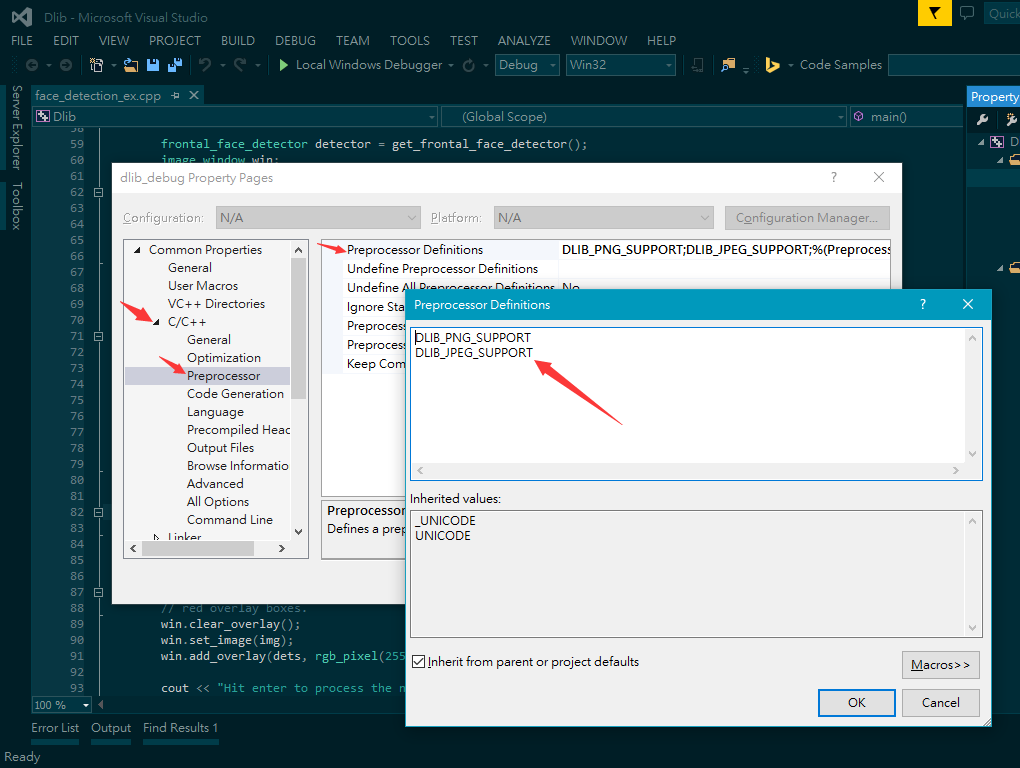 Dlib - Microsoft Visual Studio
Quick
FILE EDIT VIEW PROJECT BUILD DEBUG TEAM TOOLS TEST ANALYZE WINDOW HELP
Local Windows Debugger Debug Win32 Code Samples
Server Explorer
Toolbox
face_detection_ex.cpp
Property
Dlib (Global Scope) main()
58
59 frontal_face_detector detector = get_frontal_face_detector();
60 image_window win;
61
62
63
64
65
66
67
68
69
70
71
72
73
74
75
76
77
78
79
80
81
82
83
84
85
86
87
88 // red overlay boxes.
89 win.clear_overlay();
90 win.set_image(img);
91 win.add_overlay(dets, rgb_pixel(255
92
93 cout << "Hit enter to process the n
dlib_debug Property Pages ?
Configuration: N/A Platform: N/A Configuration Manager...
Common Properties
General
User Macros
VC++ Directories
C/C++
General
Optimization
Preprocessor
Code Generation
Language
Precompiled Head
Output Files
Browse Informatio
Advanced
All Options
Command Line
Linker
Preprocessor Definitions DLIB_PNG_SUPPORT;DLIB_JPEG_SUPPORT;%(Preprocess
Undefine Preprocessor Definitions
Undefine All Preprocessor Definitions No
Ignore Sta
Preprocess
Preprocess
Keep Com
Preprocessor
Defines a prep
Preprocessor Definitions ?
DLIB_PNG_SUPPORT
DLIB_JPEG_SUPPORT
Inherited values:
_UNICODE
UNICODE
Inherit from parent or project defaults
Macros>>
OK Cancel
100 %
Error List Output Find Results 1
Ready